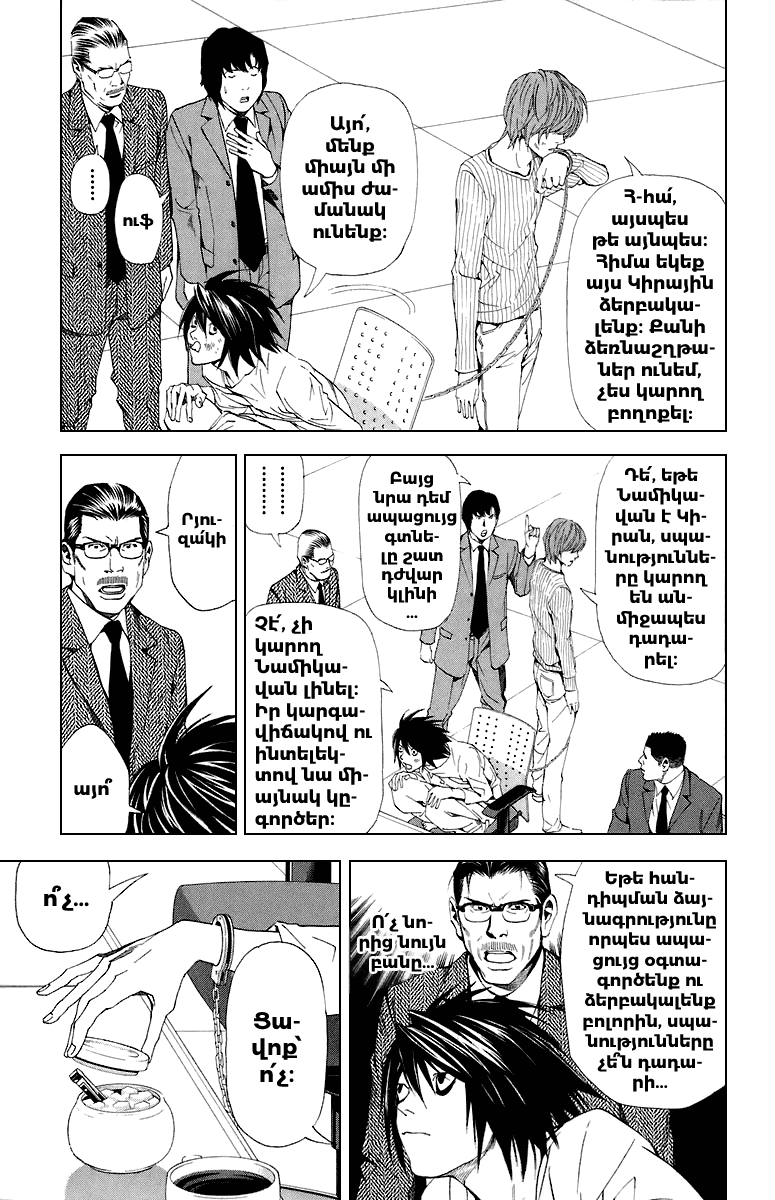 Հ-հա՛,
այսպես
թե այնպես:
Հիմա եկեք
այս Կիրային
ձերբակա-
լենք: Քանի
ձեռնաշղթա-
ներ ունեմ,
չես կարող
բողոքել:
Այո՛,
մենք
միայն մի
ամիս ժա-
մանակ
ունենք:
ուֆ
......
Դե՛, եթե
Նամիկա-
վան է Կի-
րան, սպա-
նություննե-
րը կարող
են ան-
միջապես
դադա-
րել:
Բայց
նրա դեմ
ապացույց
գտնե-
լը շատ
դժվար
կլինի
...
........
Չէ՛, չի
կարող
Նամիկա-
վան լինել:
Իր կարգա-
վիճակով ու
ինտելեկ-
տով նա մի-
այնակ կը-
գործեր:
Րյու-
զա՛կի
այո՞
Եթե հան-
դիպման ձայ-
նագրությունը
որպես ապա-
ցույց օգտա-
գործենք ու
ձերբակալենք
բոլորին, սպա-
նությունները
չե՞ն դադա-
րի...
Ո՛չ նո-
րից նույն
բանը...
ո՞չ...
Ցա-
վոք՝
ո՛չ: